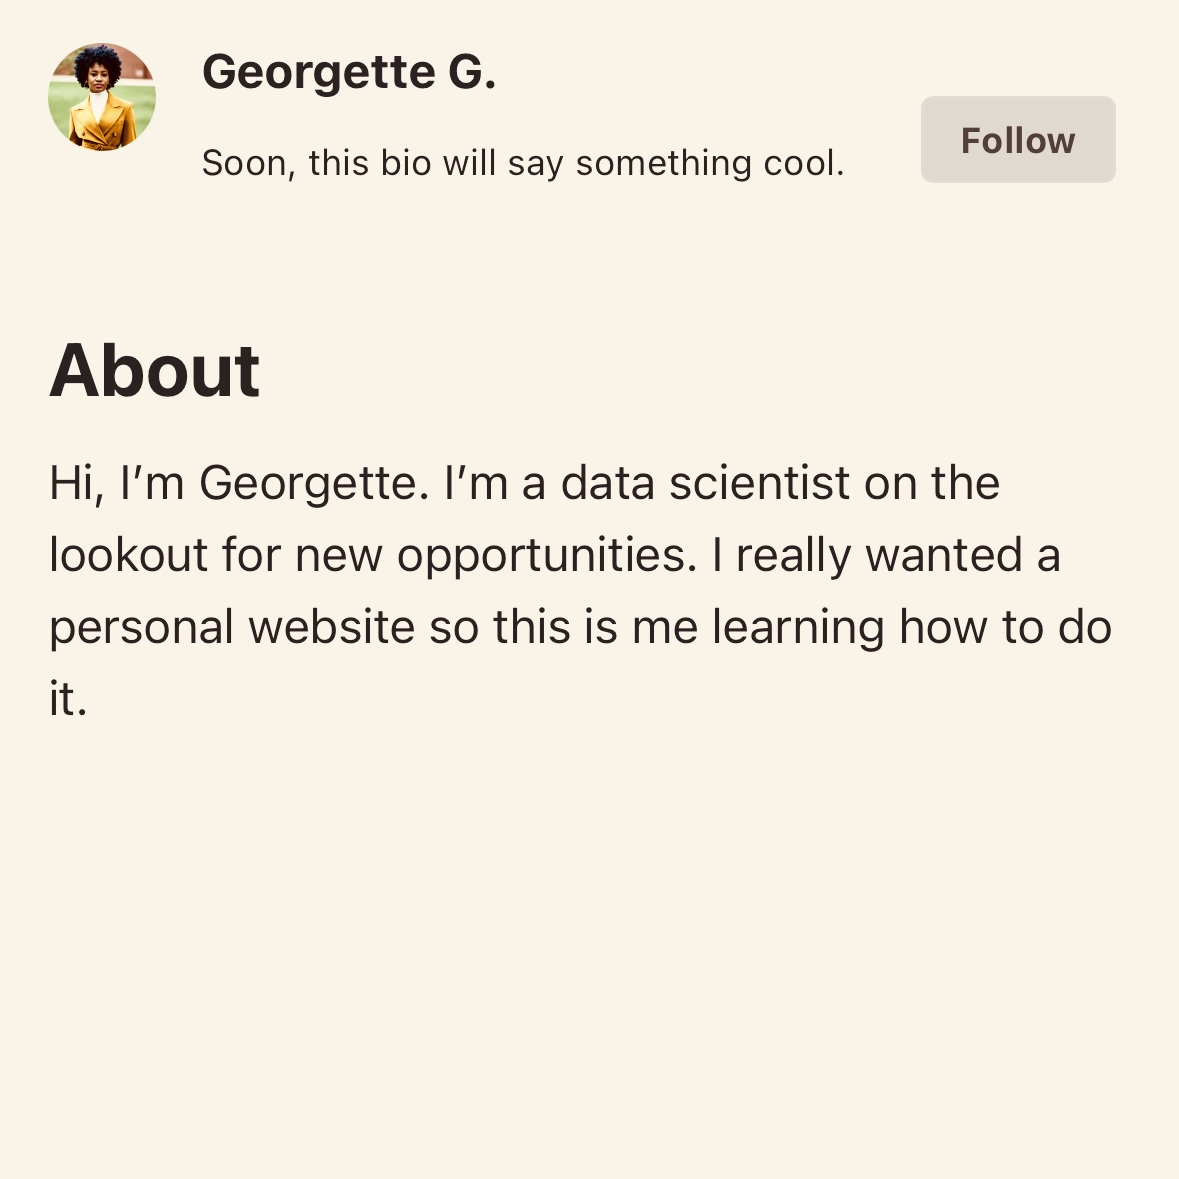 Georgette G.
Soon, this bio will say something cool.
Follow
About
Hi, I’m Georgette. I’m a data scientist on the
lookout for new opportunities. I really wanted a
personal website so this is me learning how to do
it.